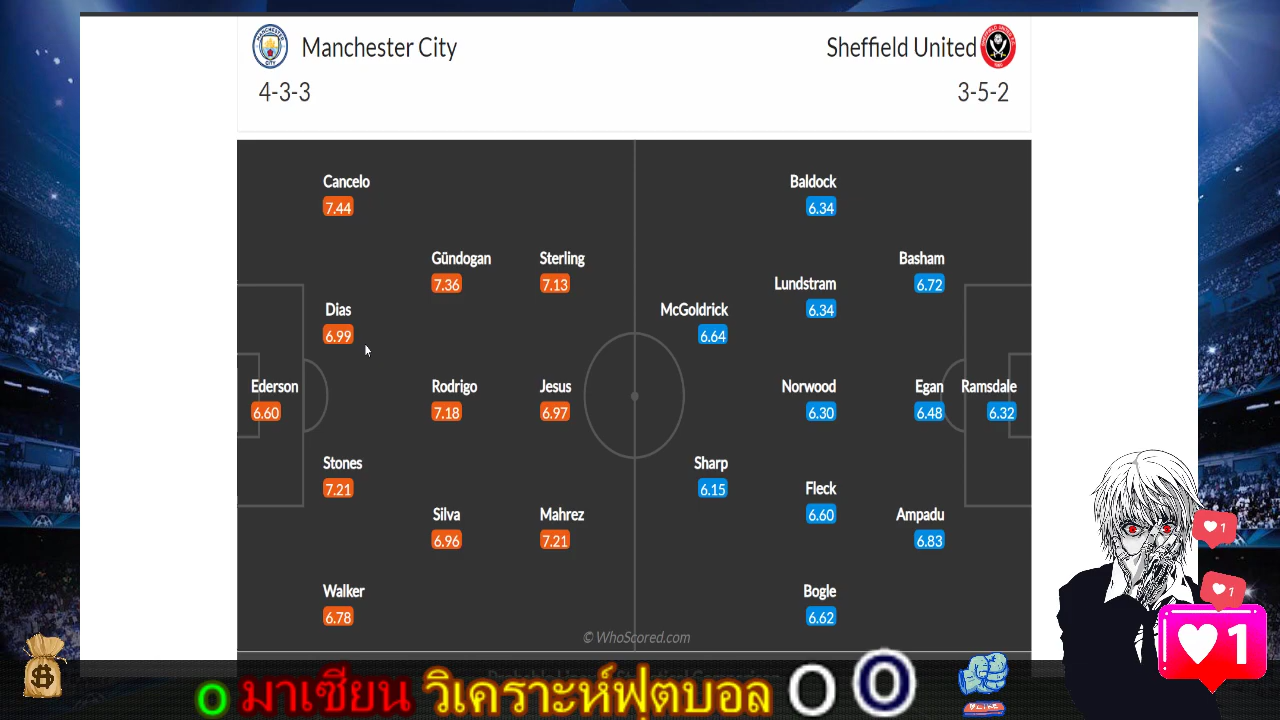 Manchester City
4-3-3
Sheffield United
3-5-2
Cancelo
7.44
Gündogan
7.36
Sterling
7.13
Dias
6.99
Ederson
6.60
Rodrigo
7.18
Jesus
6.97
Stones
7.21
Silva
6.96
Mahrez
7.21
Walker
6.78
Baldock
6.34
Basham
6.72
Lundstram
6.34
McGoldrick
6.64
Norwood
6.30
Egan
6.48
Ramsdale
6.32
Sharp
6.15
Fleck
6.60
Ampadu
6.83
Bogle
6.62
© WhoScored.com
1
1
1
o มาเซียน วิเคราะห์ฟุตบอล O O
LIKE